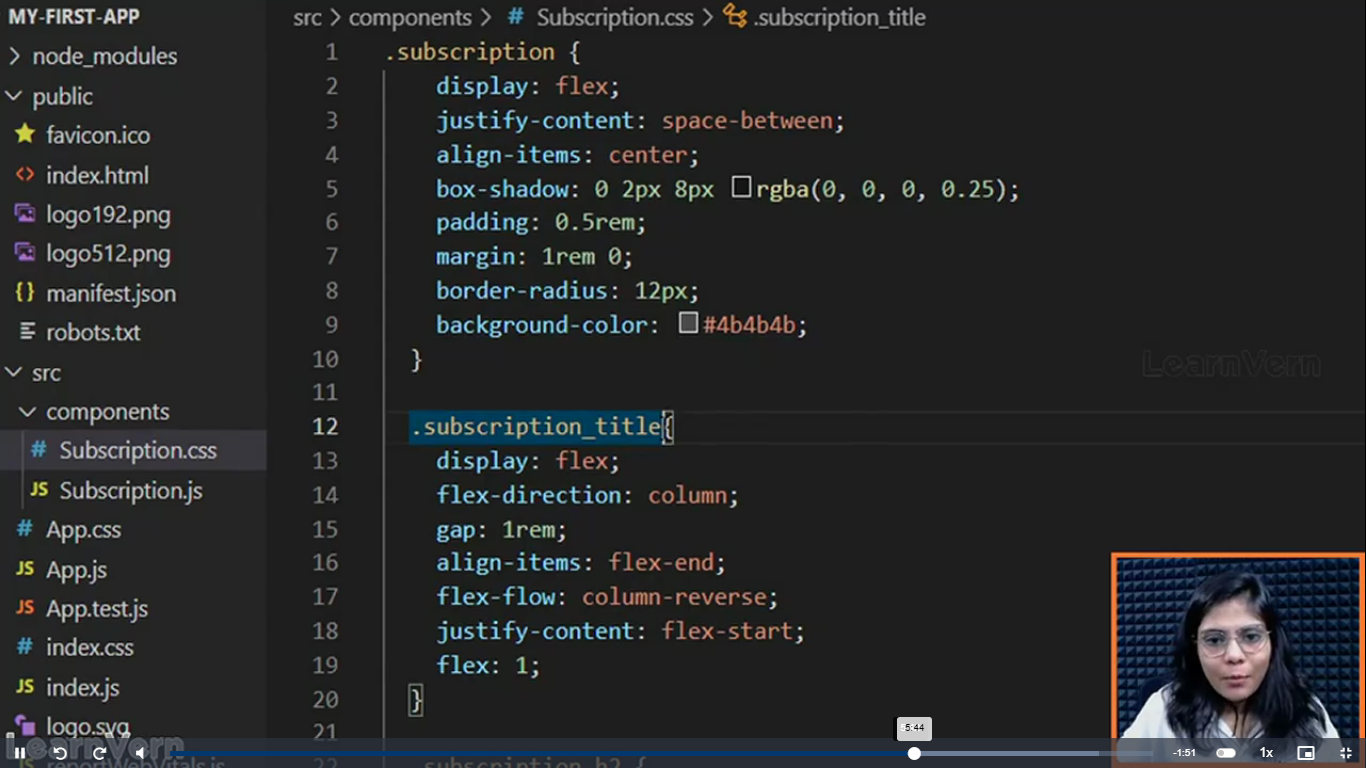 MY-FIRST-APP
node_modules
public
favicon.ico
index.html
logo192.png
logo512.png
manifest.json
robots.txt
src
components
Subscription.css
Subscription.js
App.css
App.js
App.test.js
index.css
index.js
logo.svg
reportWebVitals.js
src > components > # Subscription.css > .subscription_title
1 .subscription {
2 display: flex;
3 justify-content: space-between;
4 align-items: center;
5 box-shadow: 0 2px 8px rgba(0, 0, 0, 0.25);
6 padding: 0.5rem;
7 margin: 1rem 0;
8 border-radius: 12px;
9 background-color: #4b4b4b;
10 }
11
12 .subscription_title{
13 display: flex;
14 flex-direction: column;
15 gap: 1rem;
16 align-items: flex-end;
17 flex-flow: column-reverse;
18 justify-content: flex-start;
19 flex: 1;
20 }
21
22 .subscription h2 {
LearnVern
LearnVern
5:44
-1:51
1x